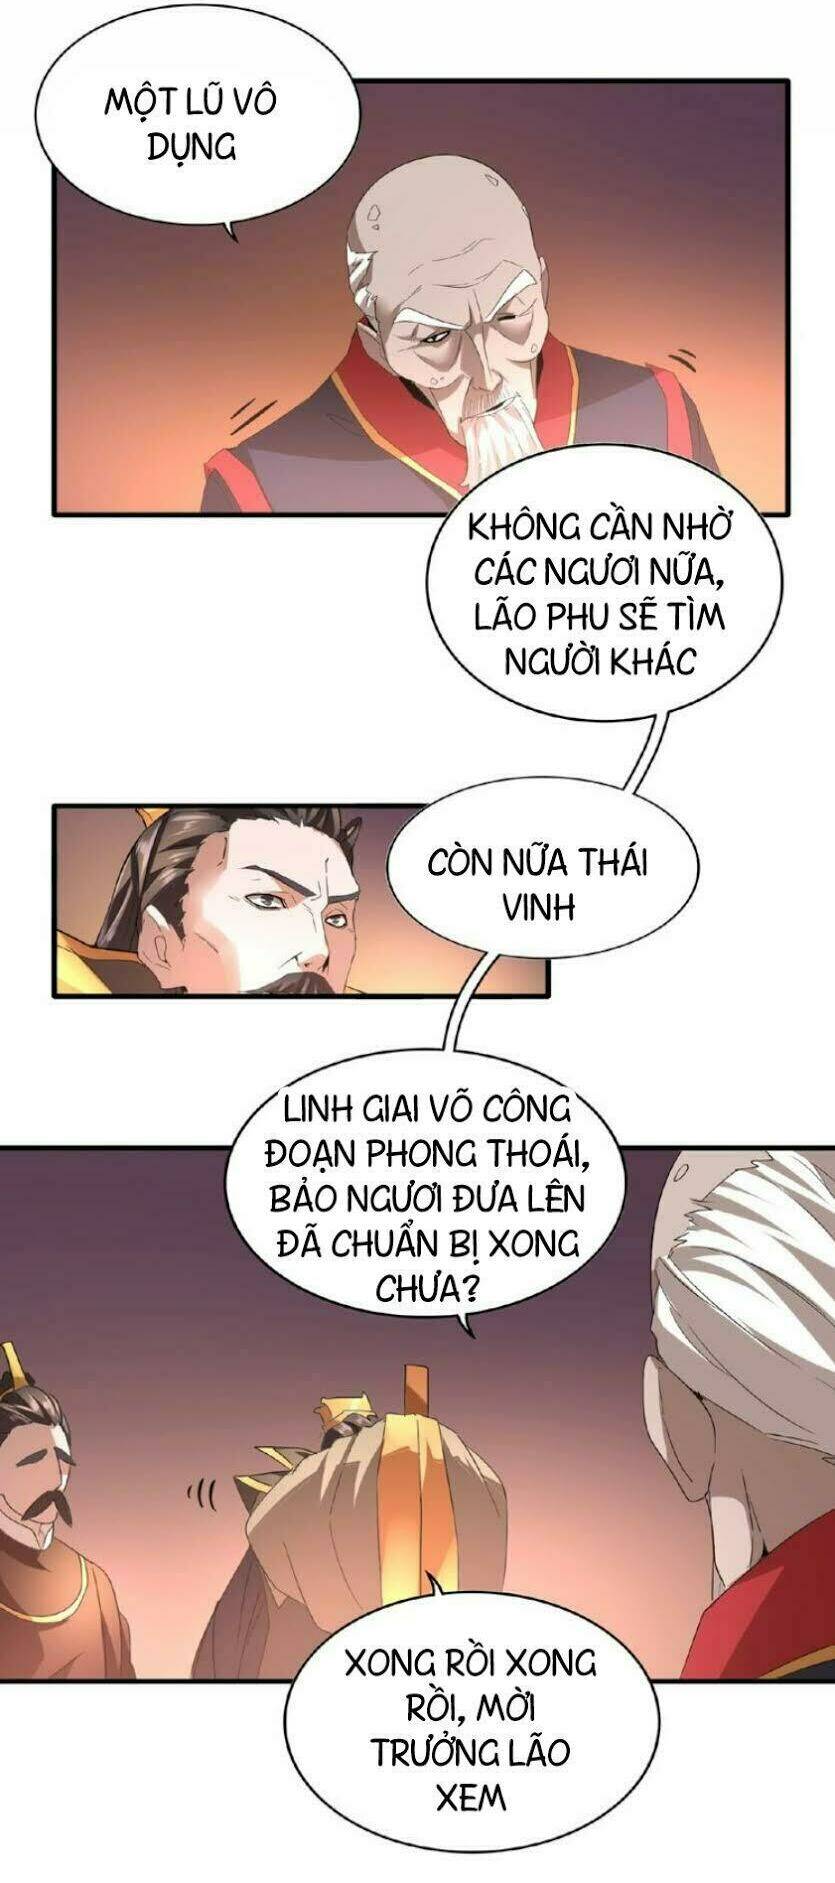 MỘT LŨ VÔ
DỤNG
KHÔNG CẦN NHỜ
CÁC NGƯƠI NỮA,
LÃO PHU SẼ TÌM
NGƯỜI KHÁC
CÒN NỮA THÁI
VINH
LINH GIAI VÕ CÔNG
ĐOẠN PHONG THOÁI,
BẢO NGƯƠI ĐƯA LÊN
ĐÃ CHUẨN BỊ XONG
CHƯA?
XONG RỒI XONG
RỒI, MỜI
TRƯỞNG LÃO
XEM